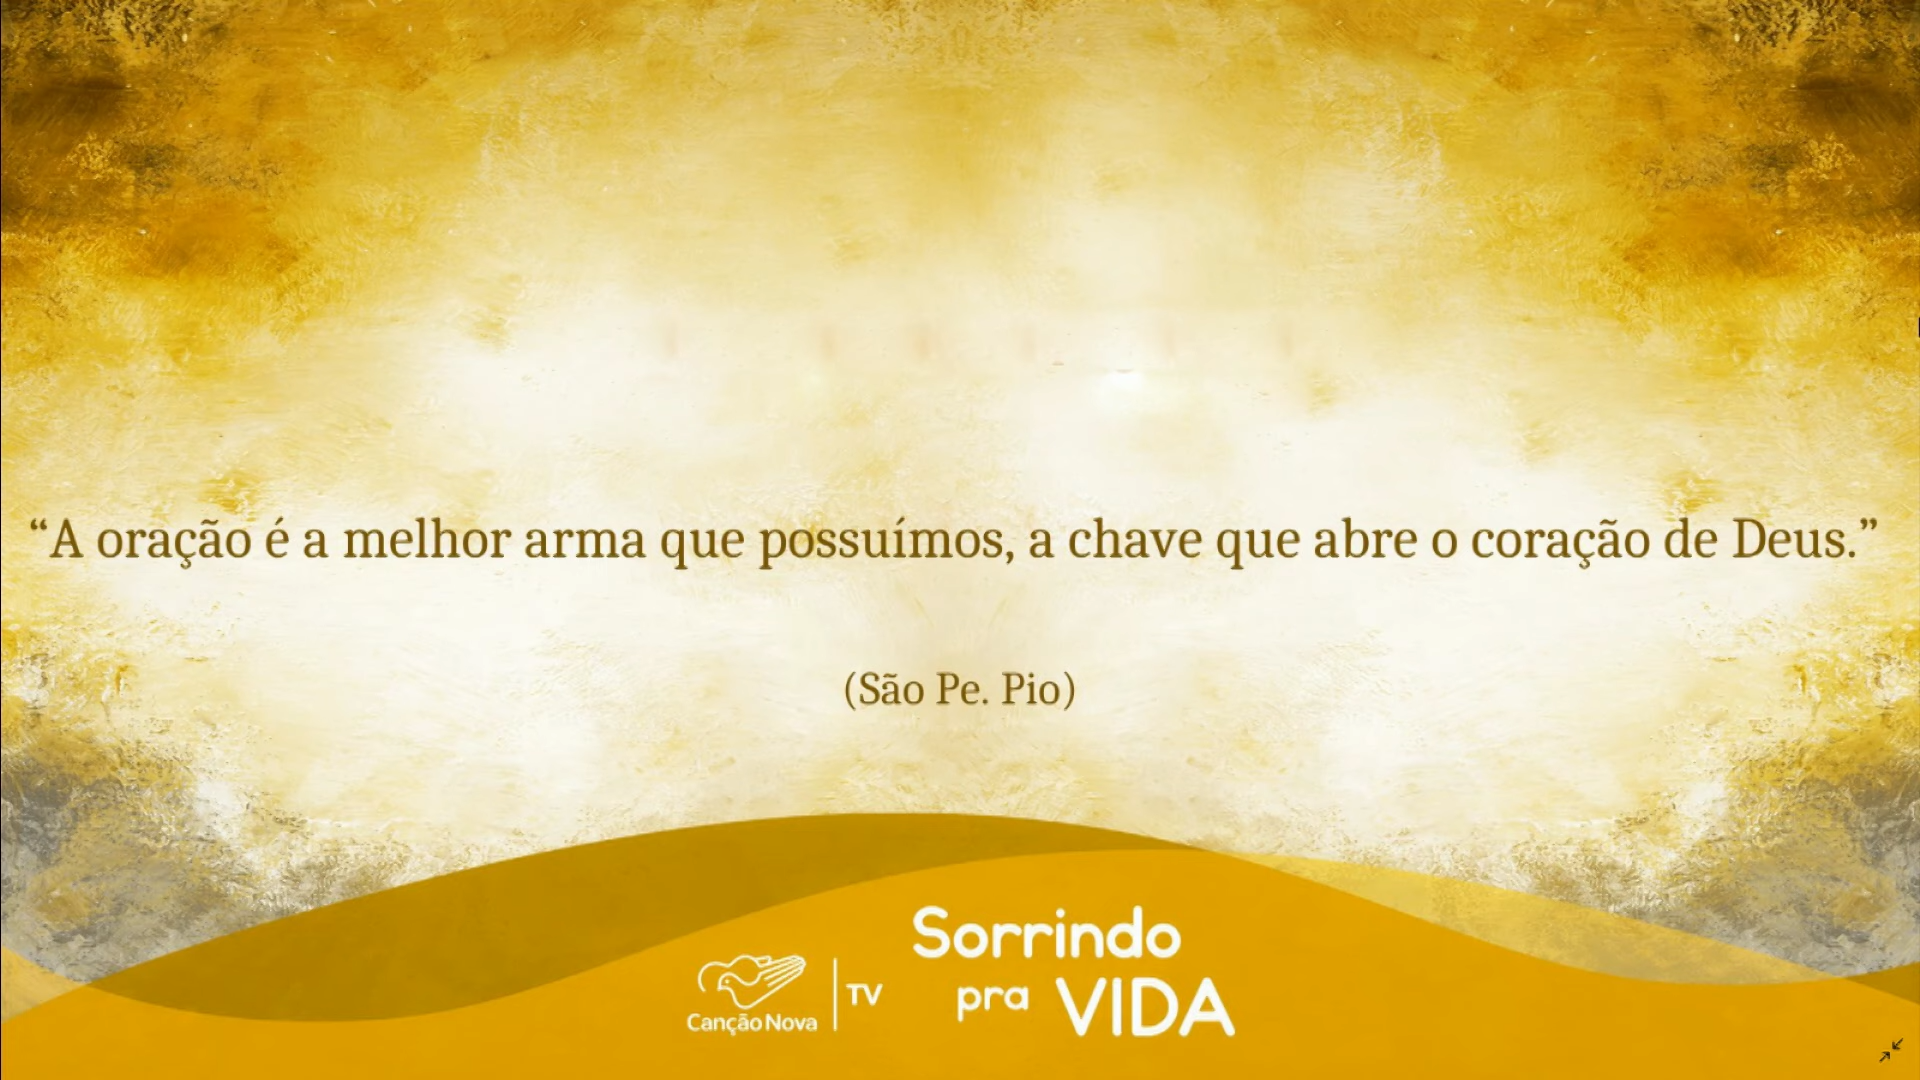 “A oração é a melhor arma que possuímos, a chave que abre o coração de Deus.”
(São Pe. Pio)
Sorrindo
pra VIDA
Canção Nova
TV